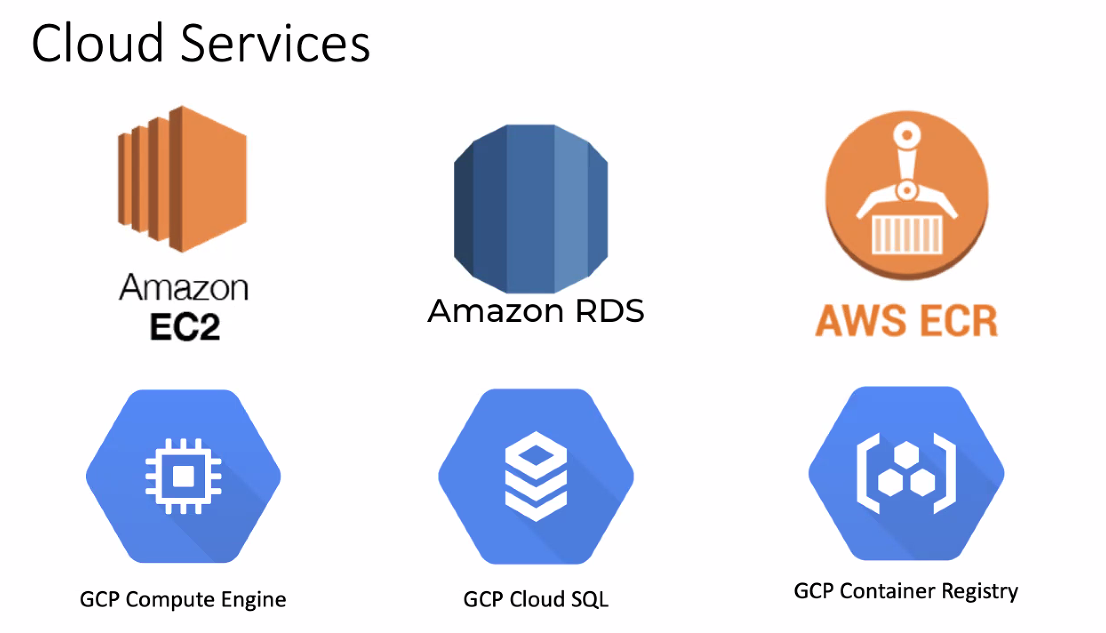 Cloud Services
Amazon
EC2
Amazon RDS
AWS ECR
GCP Compute Engine
GCP Cloud SQL
GCP Container Registry